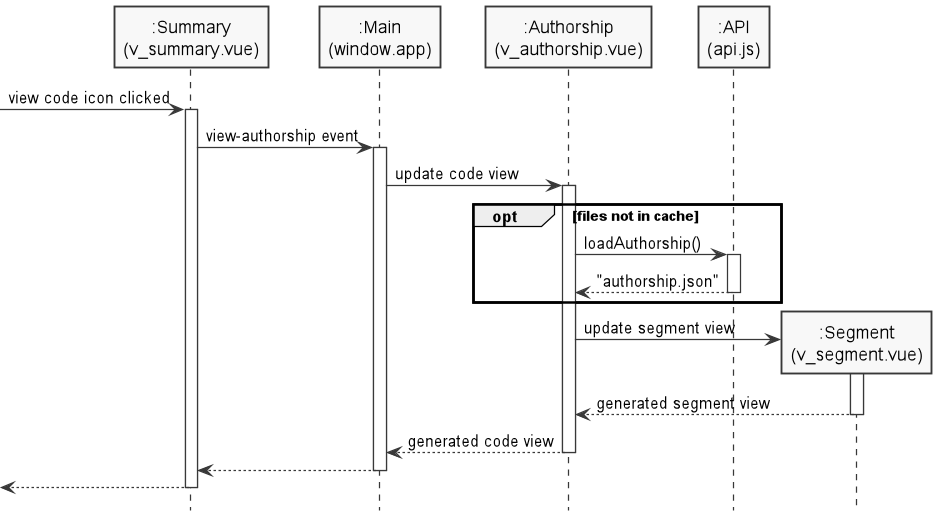 :Summary
(v_summary.vue)
:Main
(window.app)
:Authorship
(v_authorship.vue)
:API
(api.js)
view code icon clicked
view-authorship event
update code view
opt
[files not in cache]
loadAuthorship()
"authorship.json"
update segment view
:Segment
(v_segment.vue)
generated segment view
generated code view